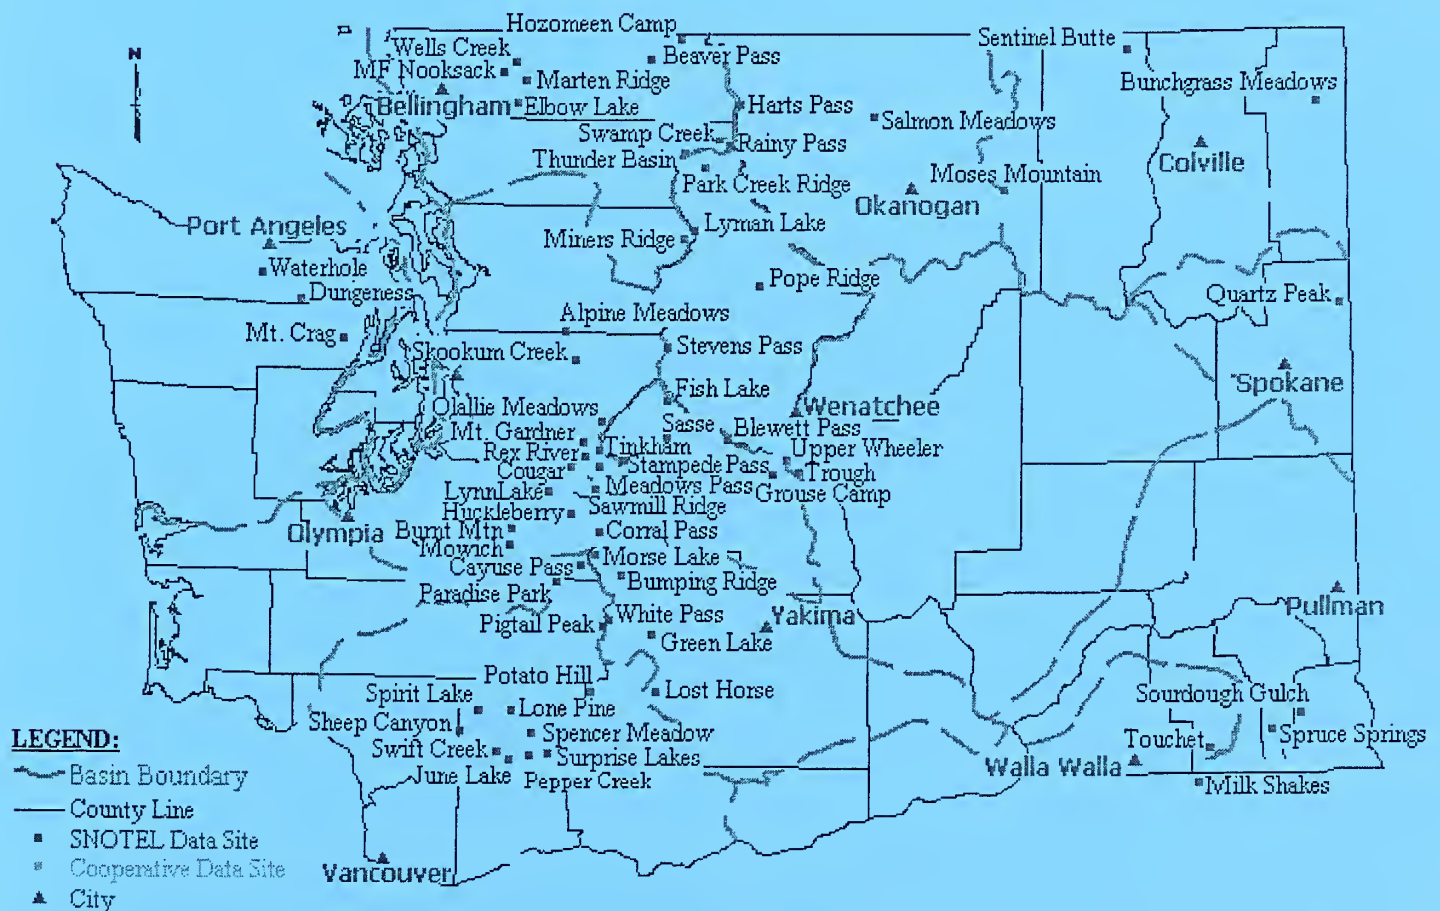 Hozomeen Camp
Sentinel Butte
Wells Creek
Beaver Pass
N
MF Nooksack
Marten Ridge
Bunchgrass Meadows
Bellingham
Elbow Lake
Harts Pass
Salmon Meadows
Swamp Creek
Rainy Pass
Thunder Basin
Colville
Park Creek Ridge
Moses Mountain
Okanogan
Port Angeles
Lyman Lake
Miners Ridge
Waterhole
Pope Ridge
Dungeness
Quartz Peak
Alpine Meadows
Mt. Crag
Skookum Creek
Stevens Pass
Fish Lake
Spokane
Olallie Meadows
Wenatchee
Sasse
Blewett Pass
Mt. Gardner
Tinkham
Upper Wheeler
Rex River
Stampede Pass
Trough
Cougar
Meadows Pass
Grouse Camp
LynnLake
Sawmill Ridge
Huckleberry
Olympia
Burnt Mtn
Corral Pass
Mowich
Morse Lake
Cayuse Pass
Bumping Ridge
Paradise Park
Pullman
White Pass
Yakima
Pigtail Peak
Green Lake
Potato Hill
Lost Horse
Spirit Lake
Sourdough Gulch
Lone Pine
Sheep Canyon
Spencer Meadow
Spruce Springs
LEGEND:
Swift Creek
Surprise Lakes
Touchet
Walla Walla
June Lake
Pepper Creek
Milk Shakes
Basin Boundary
County Line
SNOTEL Data Site
Cooperative Data Site
Vancouver
City